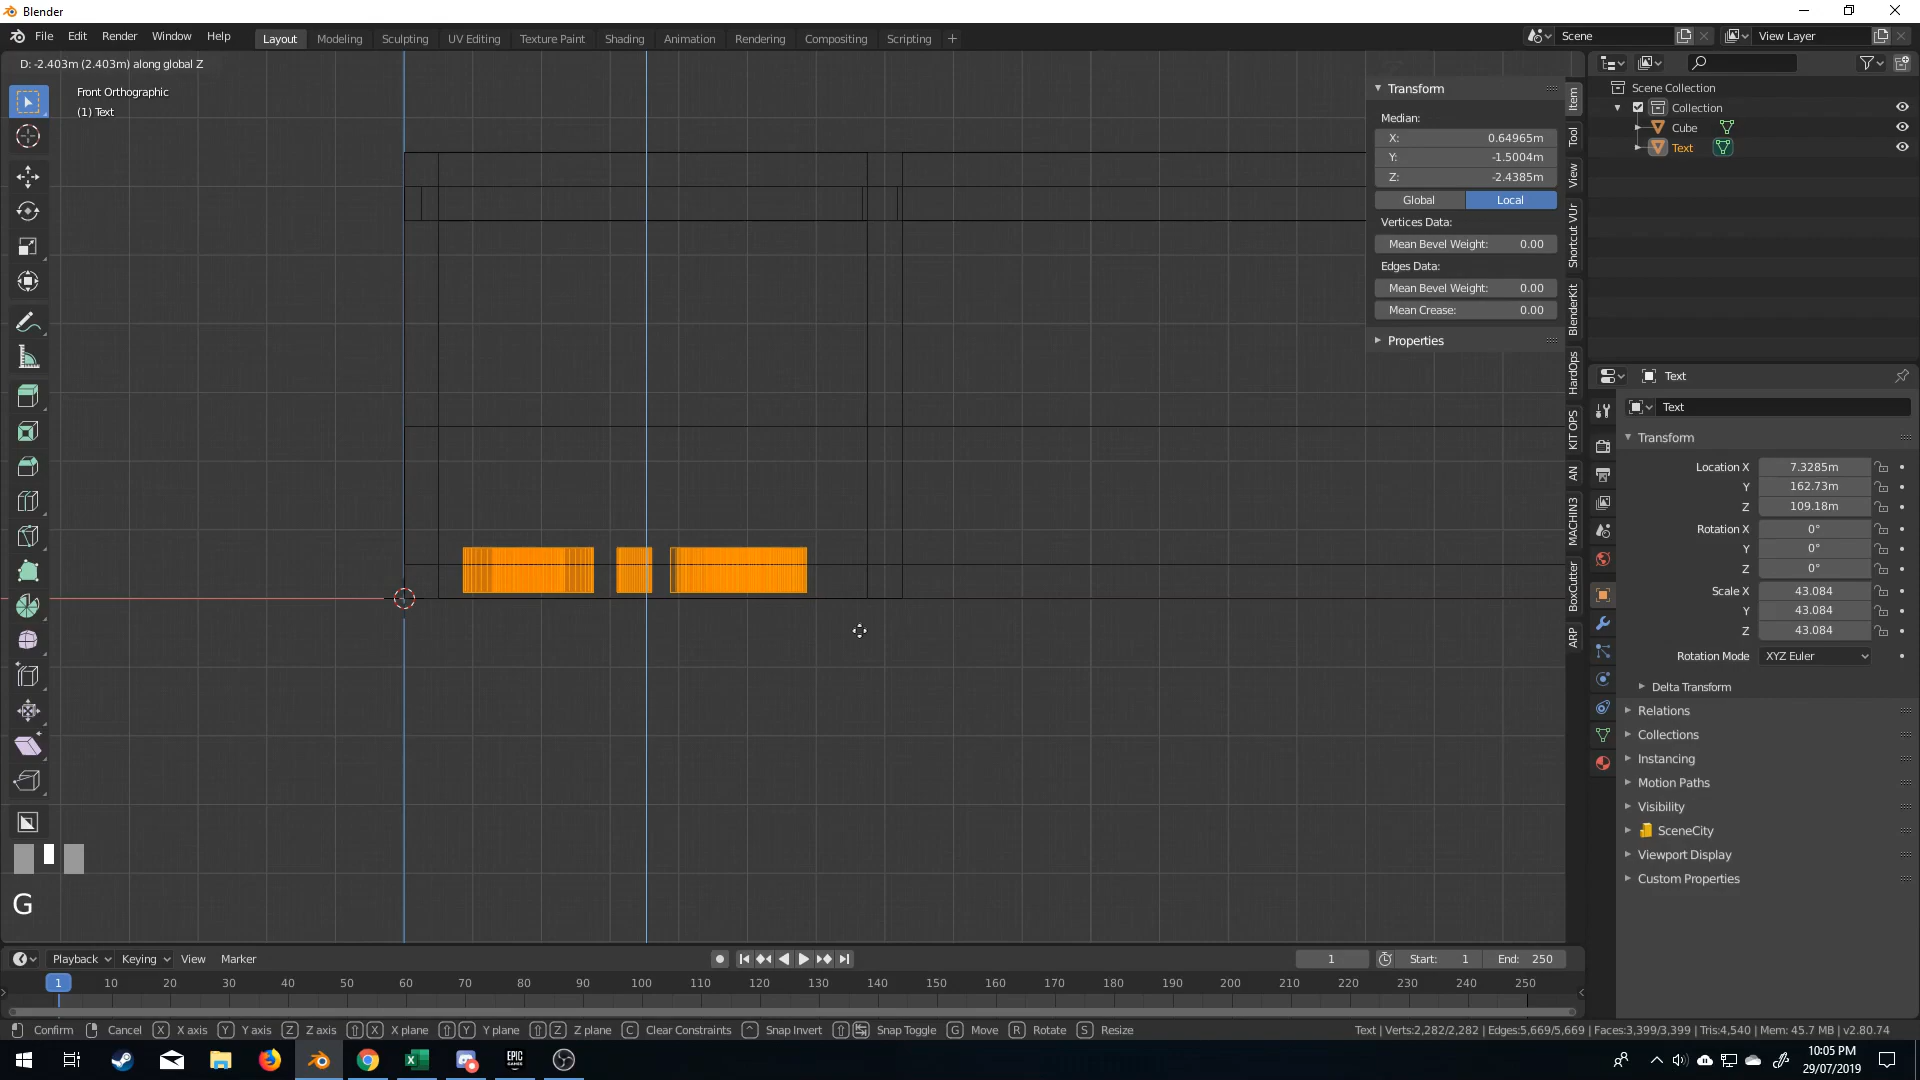 Blender
File Edit Render Window Help
Layout Modeling Sculpting UV Editing Texture Paint Shading Animation Rendering Compositing Scripting +
Scene
View Layer
D: -2.403m (2.403m) along global Z
Front Orthographic
(1) Text
Transform
Median:
X: 0.64965m
Y: -1.5004m
Z: -2.4385m
Global Local
Vertices Data:
Mean Bevel Weight: 0.00
Edges Data:
Mean Bevel Weight: 0.00
Mean Crease: 0.00
Properties
Item
Tool
View
Shortcut VUr
BlenderKit
HardOps
KIT OPS
AN
MACHIN3
BoxCutter
ARP
Scene Collection
Collection
Cube
Text
Text
Text
Transform
Location X 7.3285m
Y 162.73m
Z 109.18m
Rotation X 0°
Y 0°
Z 0°
Scale X 43.084
Y 43.084
Z 43.084
Rotation Mode XYZ Euler
Delta Transform
Relations
Collections
Instancing
Motion Paths
Visibility
SceneCity
Viewport Display
Custom Properties
G
Playback Keying View Marker
1 Start: 1 End: 250
1 10 20 30 40 50 60 70 80 90 100 110 120 130 140 150 160 170 180 190 200 210 220 230 240 250
Confirm Cancel X X axis Y Y axis Z Z axis X X plane Y Y plane Z Z plane C Clear Constraints ^ Snap Invert Snap Toggle G Move R Rotate S Resize
Text | Verts:2,282/2,282 | Edges:5,669/5,669 | Faces:3,399/3,399 | Tris:4,540 | Mem: 45.7 MB | v2.80.74
EPIC
GAMES
10:05 PM
29/07/2019